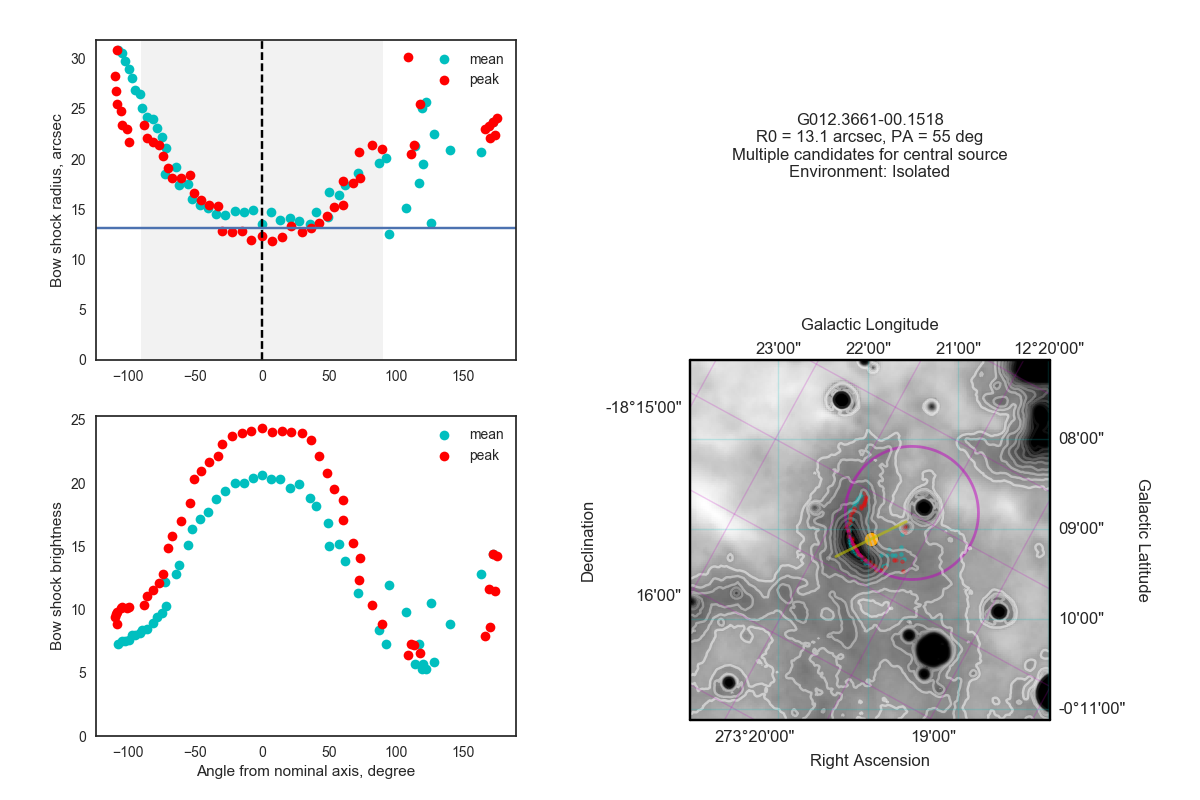 30
25
20
15
10
5
0
Bow shock radius, arcsec
mean
peak
−100
−50
0
50
100
150
25
20
15
10
5
0
Bow shock brightness
mean
peak
−100
−50
0
50
100
150
Angle from nominal axis, degree
G012.3661-00.1518
R0 = 13.1 arcsec, PA = 55 deg
Multiple candidates for central source
Environment: Isolated
Galactic Longitude
23'00"
22'00"
21'00"
12°20'00"
-18°15'00"
16'00"
Declination
08'00"
09'00"
10'00"
-0°11'00"
Galactic Latitude
273°20'00"
19'00"
Right Ascension